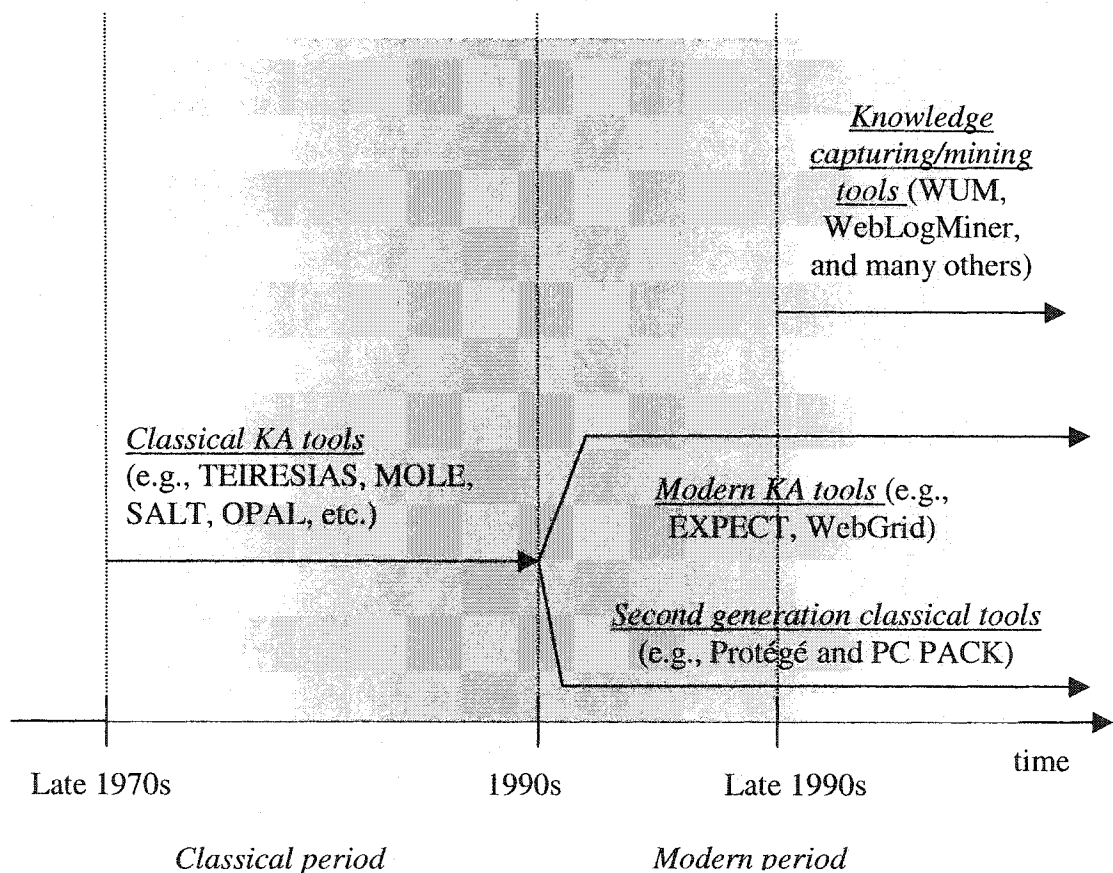 Knowledge
capturing/mining
tools (WUM,
WebLogMiner,
and many others)
Classical KA tools
(e.g., TEIRESIAS, MOLE,
SALT, OPAL, etc.)
Modern KA tools (e.g.,
EXPECT, WebGrid)
Second generation classical tools
(e.g., Protégé and PC PACK)
time
Late 1970s
1990s
Late 1990s
Classical period
Modern period